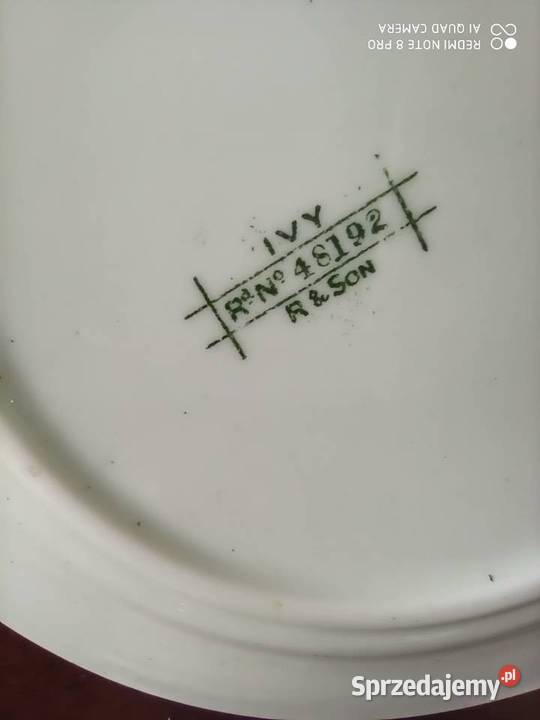 REDMI NOTE 8 PRO
AI QUAD CAMERA
IVY
Rd. No 48192
R & SON
Sprzedajemy.pl